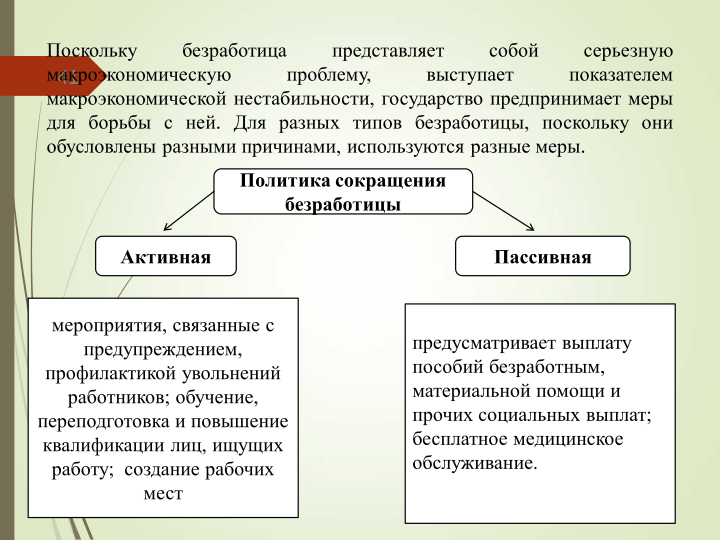 Поскольку безработица представляет собой серьезную
макроэкономическую проблему, выступает показателем
макроэкономической нестабильности, государство предпринимает меры
для борьбы с ней. Для разных типов безработицы, поскольку они
обусловлены разными причинами, используются разные меры.
Политика сокращения
безработицы
Активная
Пассивная
мероприятия, связанные с
предупреждением,
профилактикой увольнений
работников; обучение,
переподготовка и повышение
квалификации лиц, ищущих
работу; создание рабочих
мест
предусматривает выплату
пособий безработным,
материальной помощи и
прочих социальных выплат;
бесплатное медицинское
обслуживание.